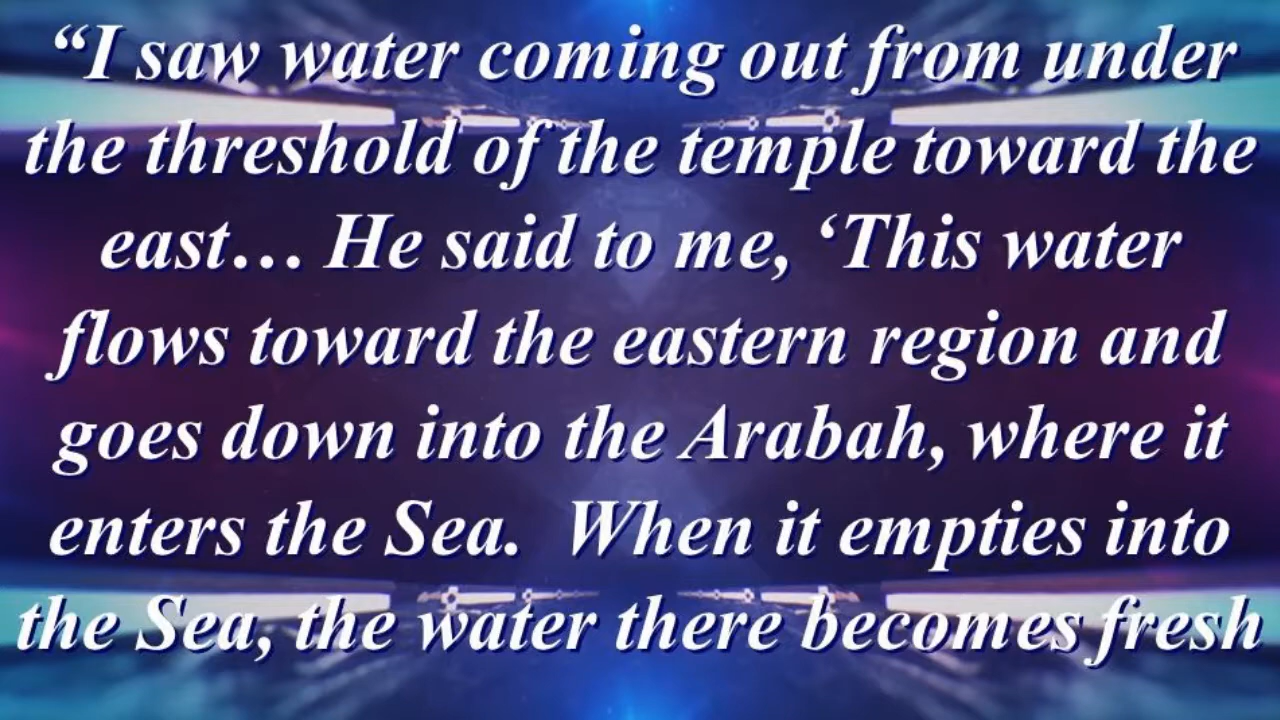 “I saw water coming out from under
the threshold of the temple toward the
east… He said to me, ‘This water
flows toward the eastern region and
goes down into the Arabah, where it
enters the Sea.  When it empties into
the Sea, the water there becomes fresh